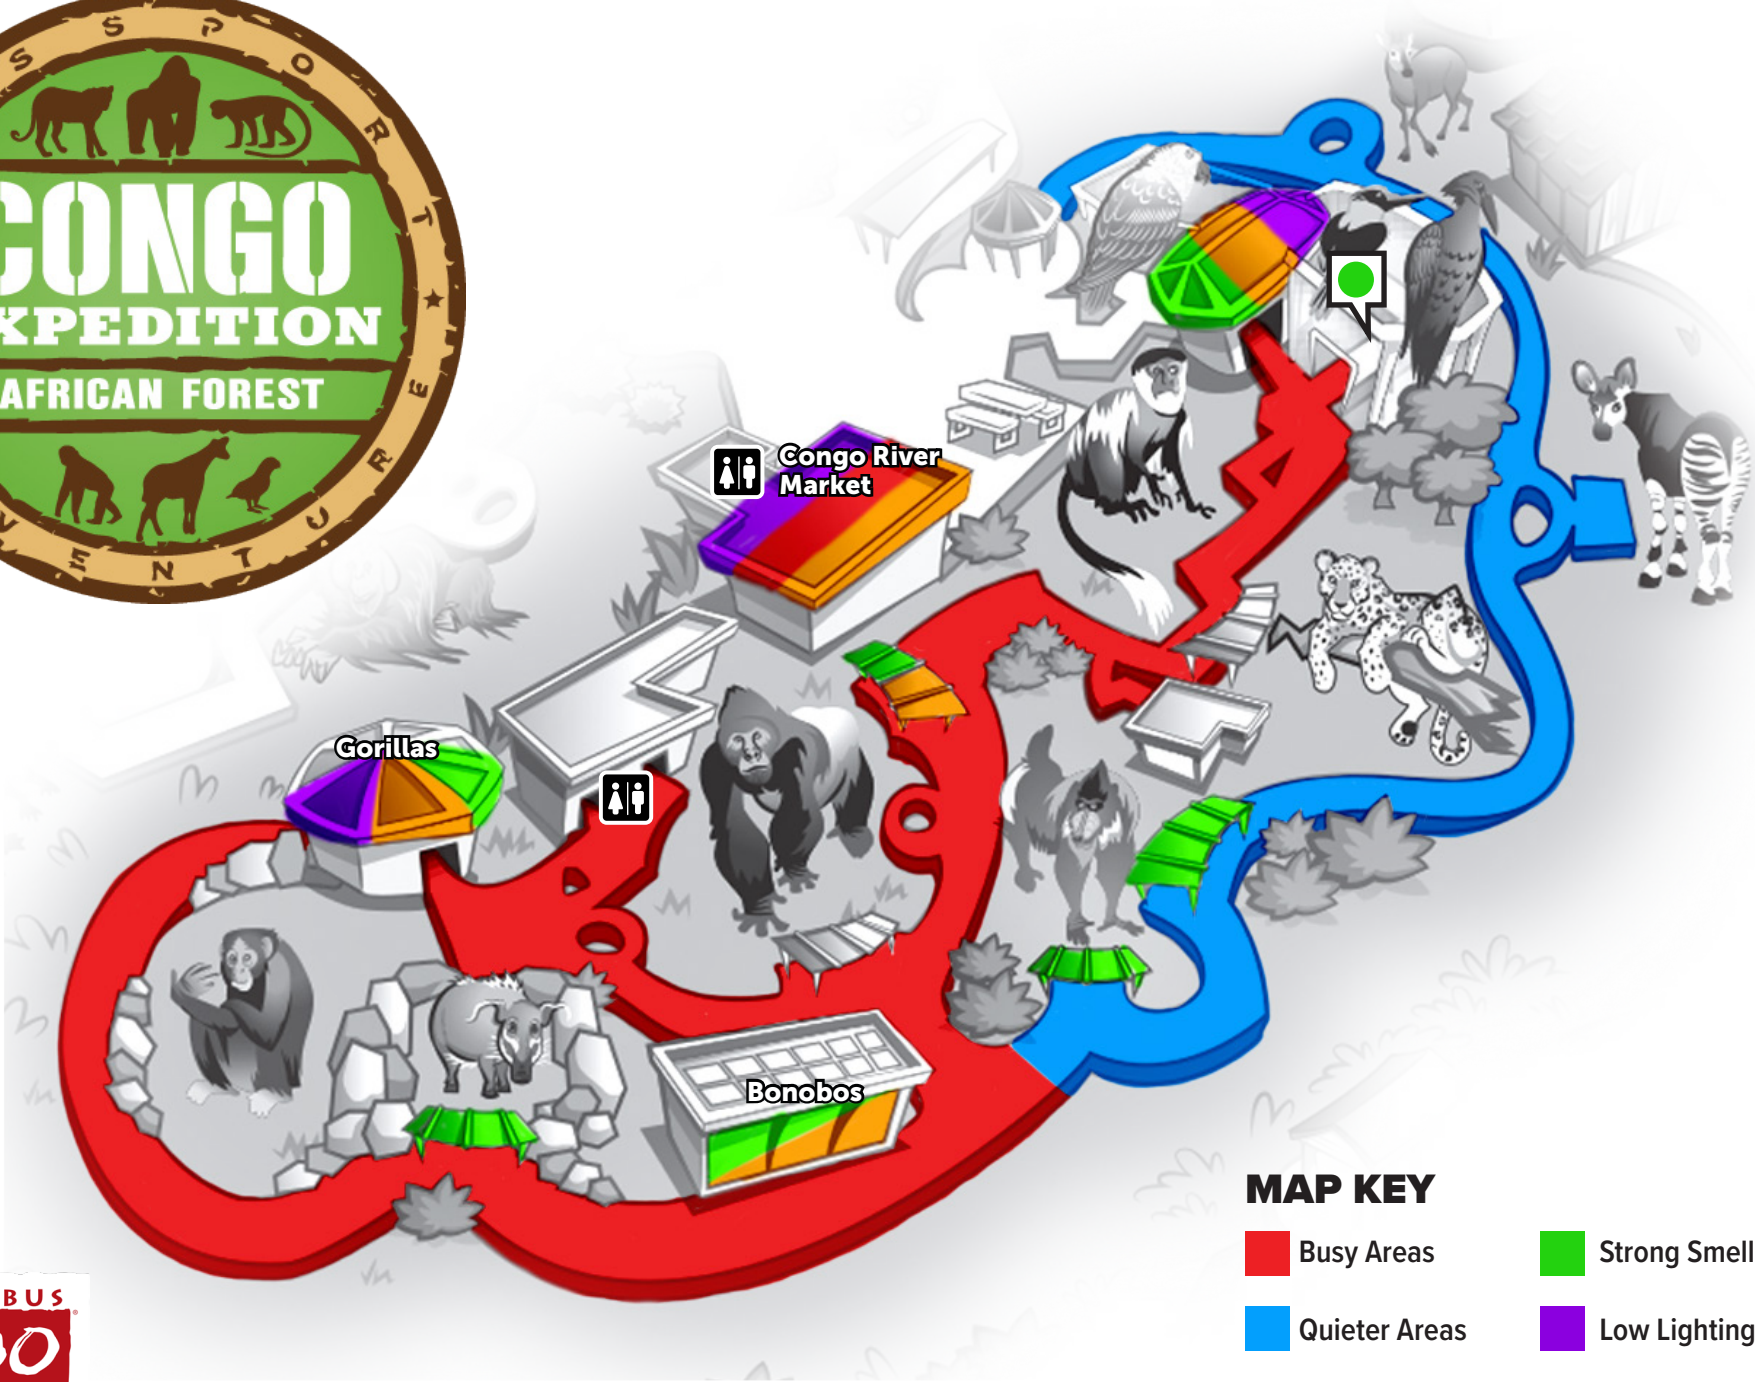 S SPORT ★ E
CONGO
XPEDITION
AFRICAN FOREST
VENTURE
Congo River
Market
Gorillas
Bonobos
MAP KEY
Busy Areas
Strong Smell
Quieter Areas
Low Lighting
BUS
OO